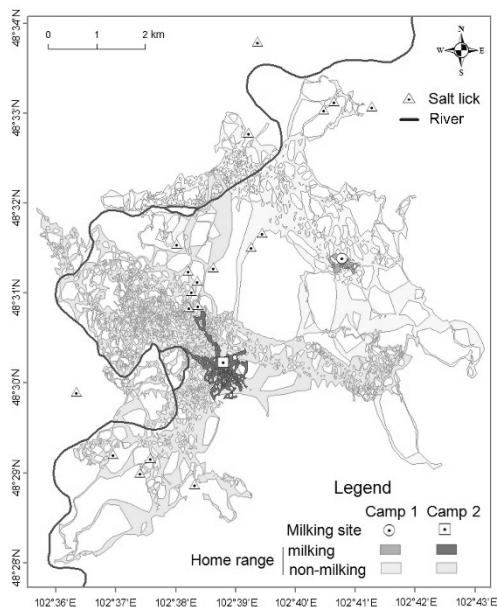 48°34'N
48°33'N
48°32'N
48°31'N
48°30'N
48°29'N
48°28'N
0 1 2 km
N
W E
S
Salt lick
River
Legend
Camp 1 Camp 2
Milking site
Home range
milking
non-milking
102°36'E 102°37'E 102°38'E 102°39'E 102°40'E 102°41'E 102°42'E 102°43'E